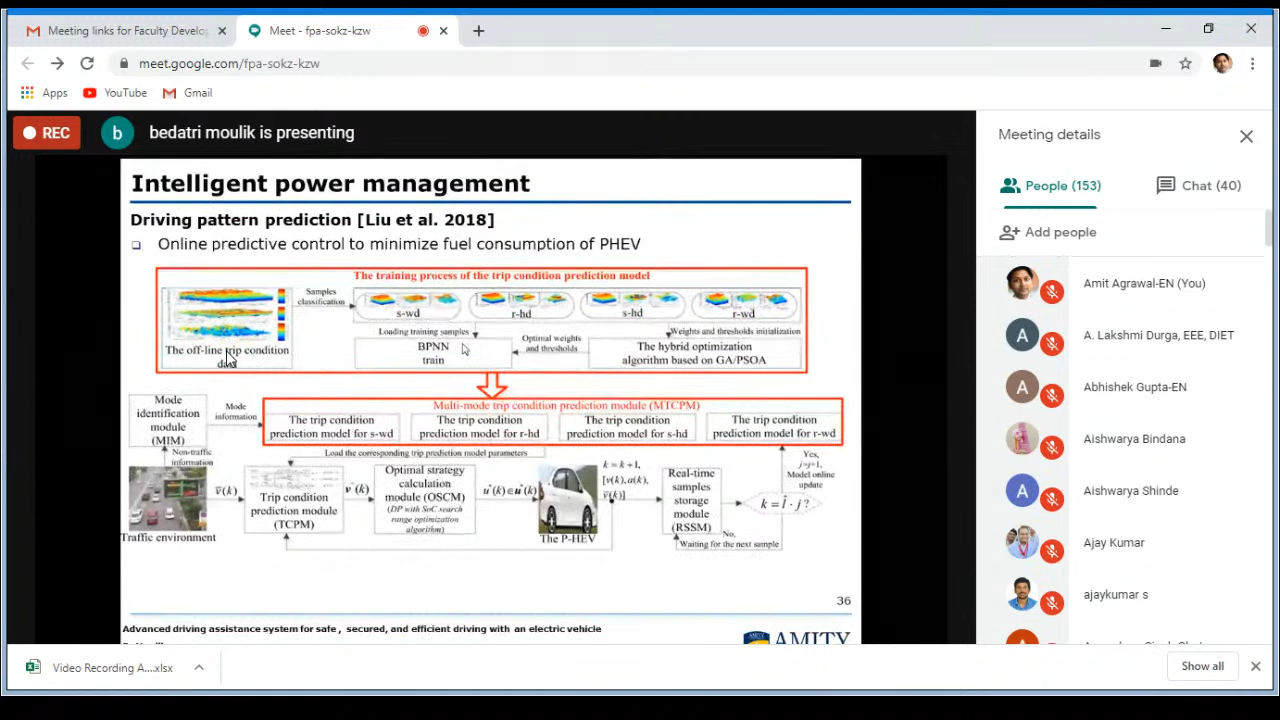 Meeting links for Faculty Develo
Meet - fpa-sokz-kzw
meet.google.com/fpa-sokz-kzw
Apps
YouTube
Gmail
REC
b
bedatri moulik is presenting
Intelligent power management
Driving pattern prediction [Liu et al. 2018]
Online predictive control to minimize fuel consumption of PHEV
The training process of the trip condition prediction model
Samples
classification
s-wd
r-hd
s-hd
r-wd
The off-line trip condition
Loading training samples
Weights and thresholds initialization
BPNN
train
Optimal weights
and thresholds
The hybrid optimization
algorithm based on GA/PSOA
Mode
identification
module
(MIM)
Mode
information
Multi-mode trip condition prediction module (MTCPM)
The trip condition
prediction model for s-wd
The trip condition
prediction model for r-hd
The trip condition
prediction model for s-hd
The trip condition
prediction model for r-wd
Load the corresponding trip prediction model parameters
Non-traffic
information
Traffic environment
v̅(k)
Trip condition
prediction module
(TCPM)
v*(k)
Optimal strategy
calculation
module (OSCM)
(DP with SoC search
range optimization
algorithm)
u*(k)∈u*(k)
The P-HEV
k=k+1,
[v(k),a(k),
v̅(k)]
Real-time
samples
storage
module
(RSSM)
k = l̂ · j ?
Yes,
j=j+1,
Model online
update
No,
Waiting for the next sample
36
Advanced driving assistance system for safe , secured, and efficient driving with an electric vehicle
AMITY
Meeting details
People (153)
Chat (40)
Add people
Amit Agrawal-EN (You)
A
A. Lakshmi Durga, EEE, DIET
A
Abhishek Gupta-EN
Aishwarya Bindana
A
Aishwarya Shinde
Ajay Kumar
ajaykumar s
Video Recording A....xlsx
Show all